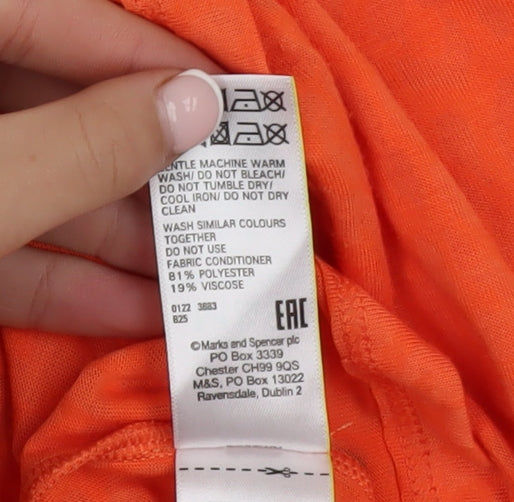 GENTLE MACHINE WARM
WASH/ DO NOT BLEACH/
DO NOT TUMBLE DRY/
COOL IRON/ DO NOT DRY
CLEAN
WASH SIMILAR COLOURS
TOGETHER
DO NOT USE
FABRIC CONDITIONER
81% POLYESTER
19% VISCOSE
0122 3883
825
EAC
©Marks and Spencer plc
PO Box 3339
Chester CH99 9QS
M&S, PO Box 13022
Ravensdale, Dublin 2